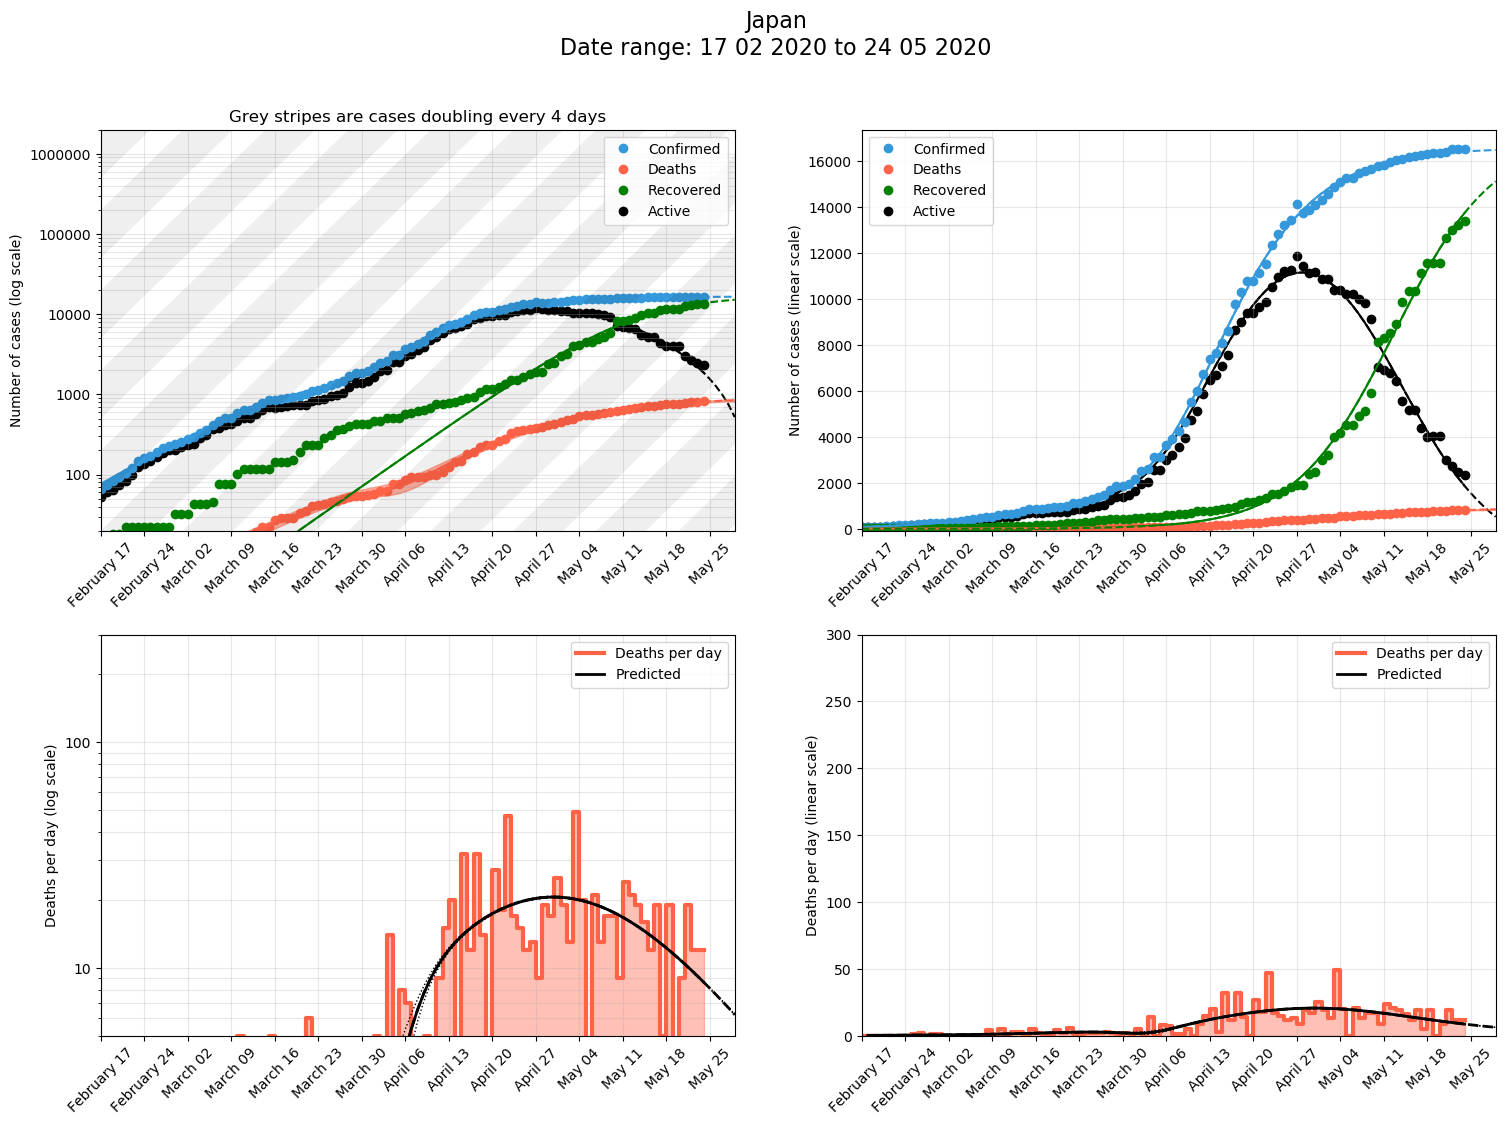 Japan
Date range: 17 02 2020 to 24 05 2020
Grey stripes are cases doubling every 4 days
Number of cases (log scale)
1000000
100000
10000
1000
100
Confirmed
Deaths
Recovered
Active
February 17
February 24
March 02
March 09
March 16
March 23
March 30
April 06
April 13
April 20
April 27
May 04
May 11
May 18
May 25
Number of cases (linear scale)
16000
14000
12000
10000
8000
6000
4000
2000
0
Confirmed
Deaths
Recovered
Active
February 17
February 24
March 02
March 09
March 16
March 23
March 30
April 06
April 13
April 20
April 27
May 04
May 11
May 18
May 25
Deaths per day (log scale)
100
10
Deaths per day
Predicted
February 17
February 24
March 02
March 09
March 16
March 23
March 30
April 06
April 13
April 20
April 27
May 04
May 11
May 18
May 25
Deaths per day (linear scale)
300
250
200
150
100
50
0
Deaths per day
Predicted
February 17
February 24
March 02
March 09
March 16
March 23
March 30
April 06
April 13
April 20
April 27
May 04
May 11
May 18
May 25